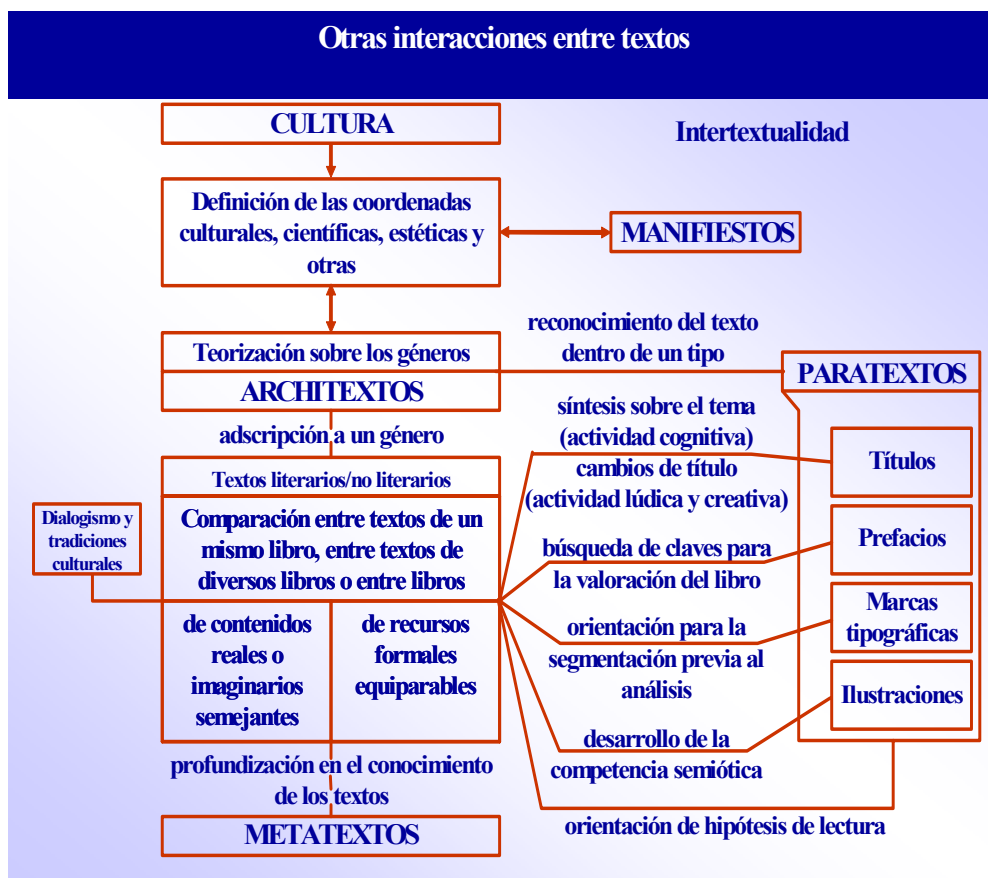 Otras interacciones entre textos
CULTURA
Intertextualidad
Definición de las coordenadas
culturales, científicas, estéticas y
otras
MANIFIESTOS
Teorización sobre los géneros
ARCHITEXTOS
reconocimiento del texto
dentro de un tipo
PARATEXTOS
adscripción a un género
síntesis sobre el tema
(actividad cognitiva)
cambios de título
(actividad lúdica y creativa)
Títulos
Textos literarios/no literarios
Comparación entre textos de un
mismo libro, entre textos de
diversos libros o entre libros
Dialogismo y
tradiciones
culturales
búsqueda de claves para
la valoración del libro
Prefacios
de contenidos
reales o
imaginarios
semejantes
de recursos
formales
equiparables
orientación para la
segmentación previa al
análisis
Marcas
tipográficas
Ilustraciones
desarrollo de la
competencia semiótica
profundización en el conocimiento
de los textos
orientación de hipótesis de lectura
METATEXTOS